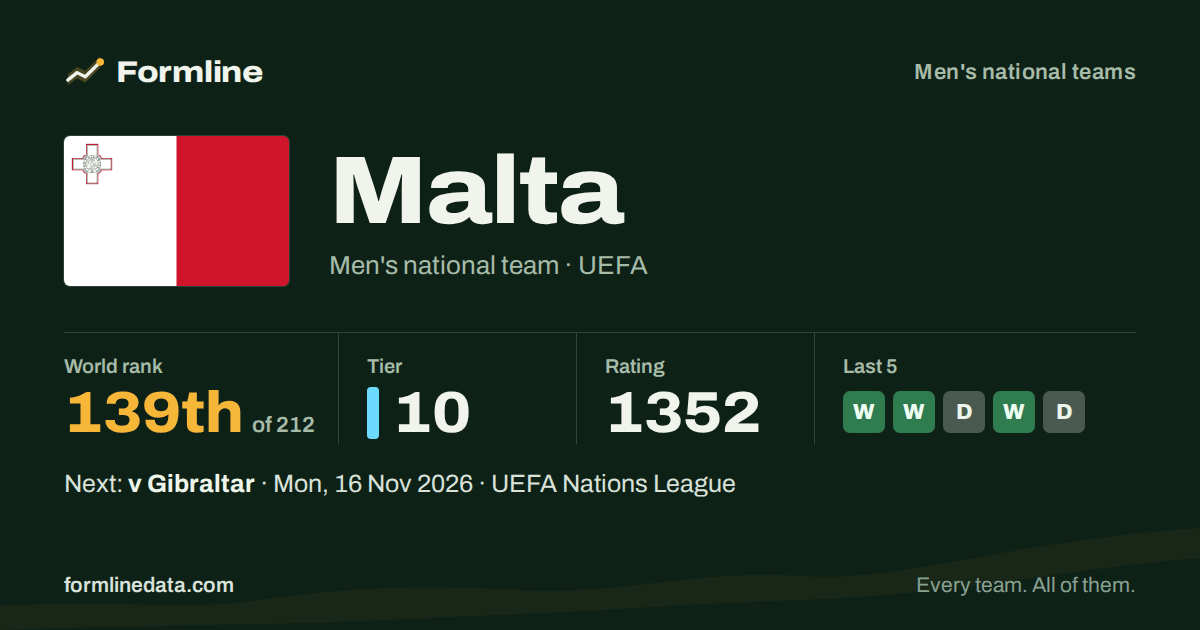 Formline
Men's national teams
Malta
Men's national team · UEFA
World rank
139th of 212
Tier
10
Rating
1352
Last 5
W W D W D
Next: v Gibraltar · Mon, 16 Nov 2026 · UEFA Nations League
formlinedata.com
Every team. All of them.